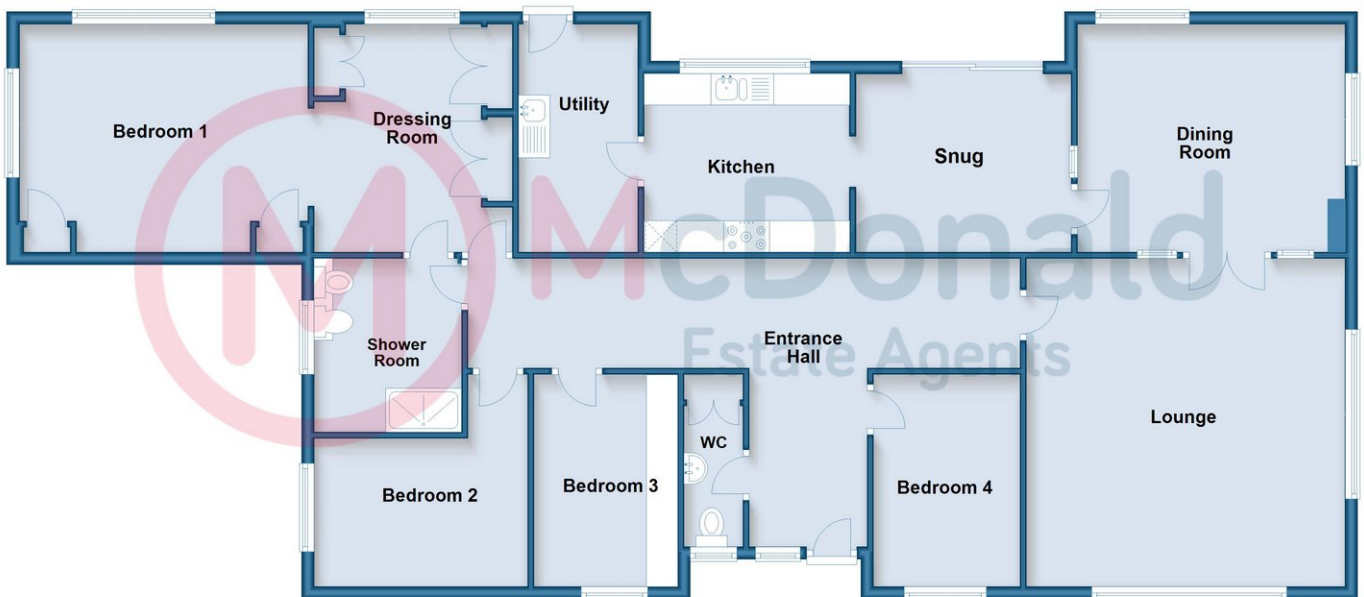 Bedroom 1
Dressing
Room
Utility
Kitchen
Snug
Dining
Room
McDonald
Estate Agents
Shower
Room
Entrance
Hall
Lounge
WC
Bedroom 2
Bedroom 3
Bedroom 4